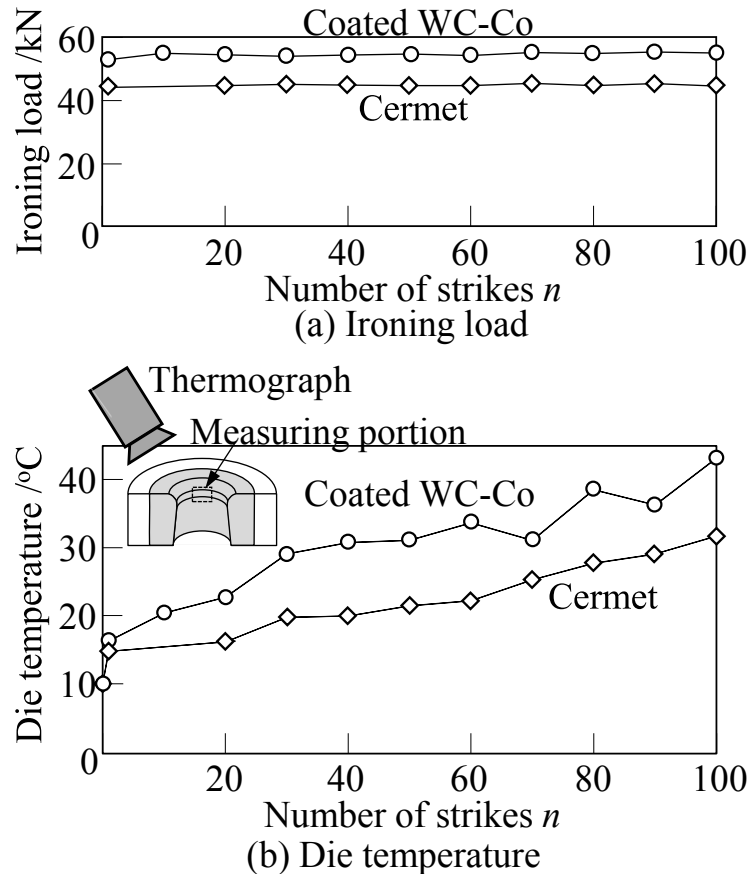 Coated WC-Co
Cermet
Ironing load /kN
60
40
20
0
20 40 60 80 100
Number of strikes n
(a) Ironing load
Thermograph
Measuring portion
Coated WC-Co
Cermet
Die temperature /°C
40
30
20
10
0
20 40 60 80 100
Number of strikes n
(b) Die temperature